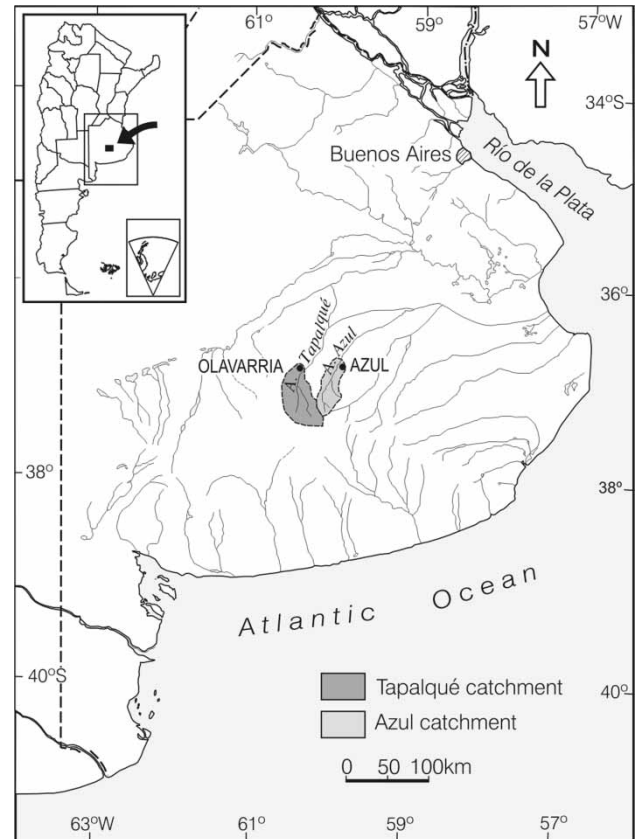 61°
59°
57°W
N
34°S
Buenos Aires
Río de la Plata
36°
OLAVARRIA
A. Tapalqué
A. Azul
AZUL
38°
38°
Atlantic Ocean
40°S
40°
Tapalqué catchment
Azul catchment
0 50 100km
63°W
61°
59°
57°